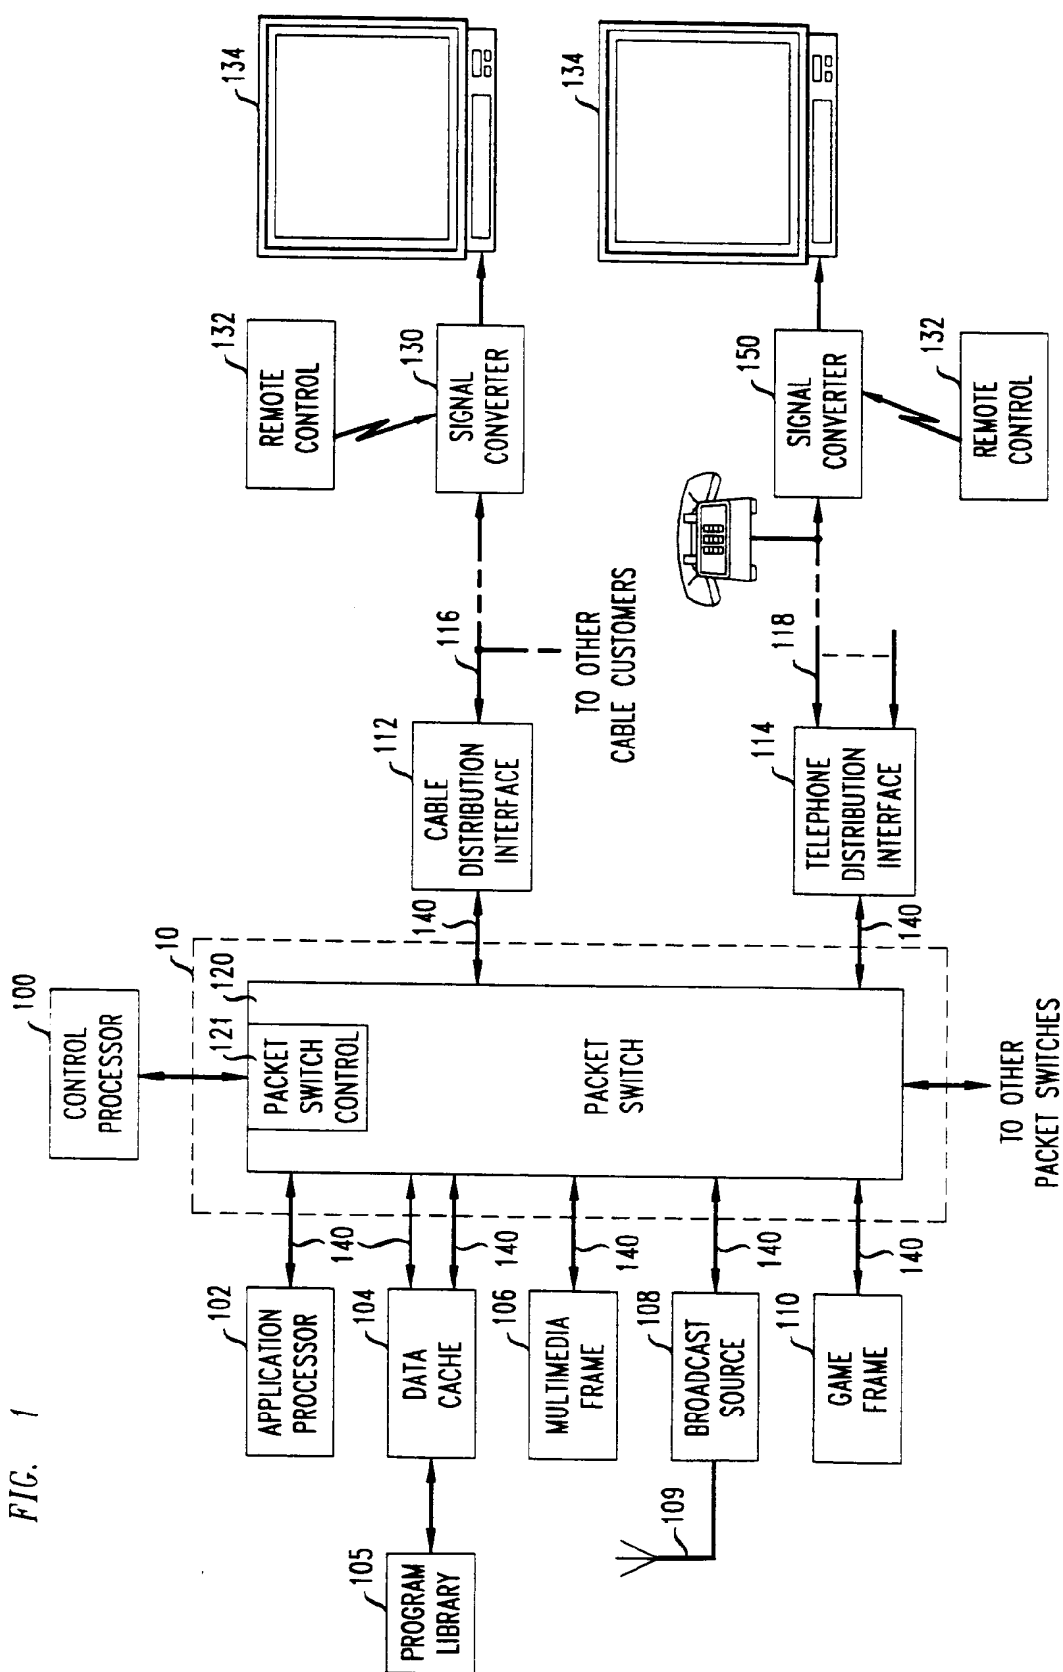 FIG. 1
100
CONTROL
PROCESSOR
10
121
120
PACKET
SWITCH
CONTROL
PACKET
SWITCH
102
APPLICATION
PROCESSOR
140
104
DATA
CACHE
140
140
105
PROGRAM
LIBRARY
106
MULTIMEDIA
FRAME
140
108
BROADCAST
SOURCE
140
109
110
GAME
FRAME
140
TO OTHER
PACKET SWITCHES
140
112
CABLE
DISTRIBUTION
INTERFACE
116
TO OTHER
CABLE CUSTOMERS
132
REMOTE
CONTROL
130
SIGNAL
CONVERTER
134
140
114
TELEPHONE
DISTRIBUTION
INTERFACE
118
150
SIGNAL
CONVERTER
134
132
REMOTE
CONTROL